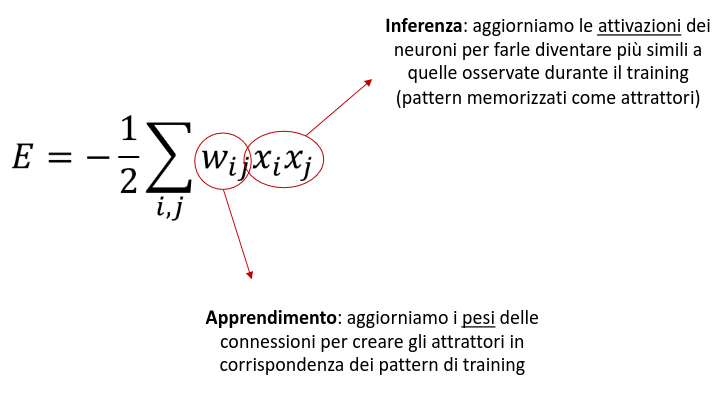 Inferenza: aggiorniamo le attivazioni dei
neuroni per farle diventare più simili a
quelle osservate durante il training
(pattern memorizzati come attrattori)
E = − 1/2 ∑_{i,j} w_{ij} x_i x_j
Apprendimento: aggiorniamo i pesi delle
connessioni per creare gli attrattori in
corrispondenza dei pattern di training